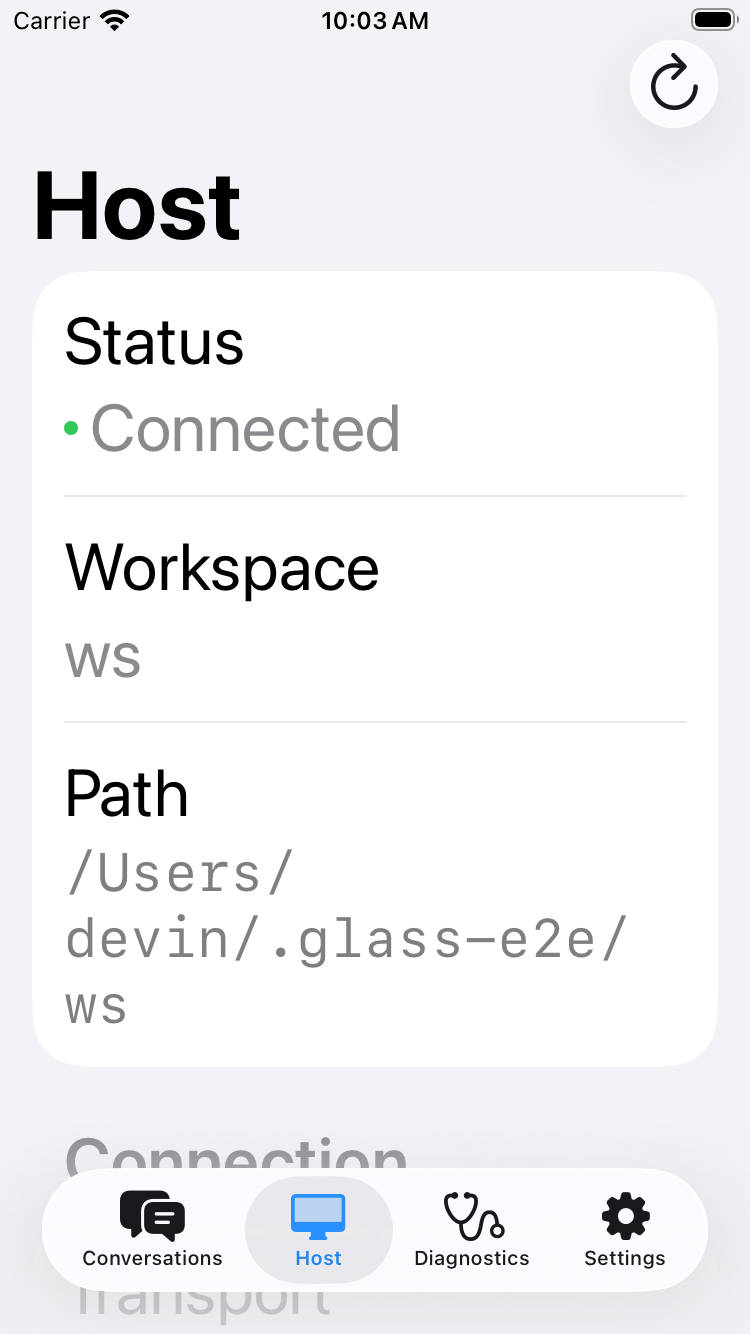 Carrier 10:03 AM
Host
Status
Connected
Workspace
ws
Path
/Users/
devin/.glass-e2e/
ws
Connection
Conversations Host Diagnostics Settings
Transport